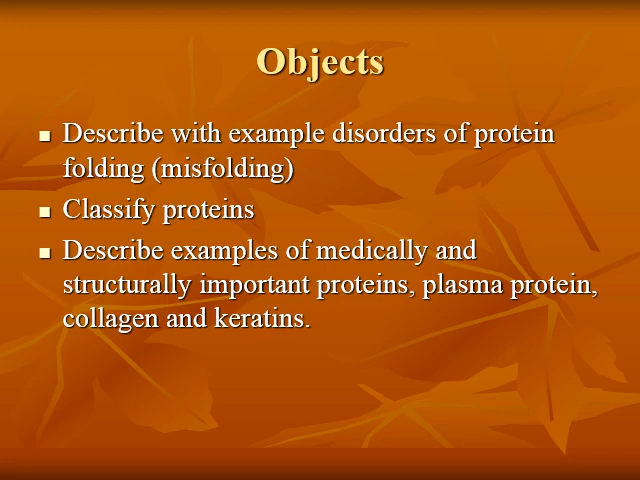 Objects
Describe with example disorders of protein
folding (misfolding)
Classify proteins
Describe examples of medically and
structurally important proteins, plasma protein,
collagen and keratins.